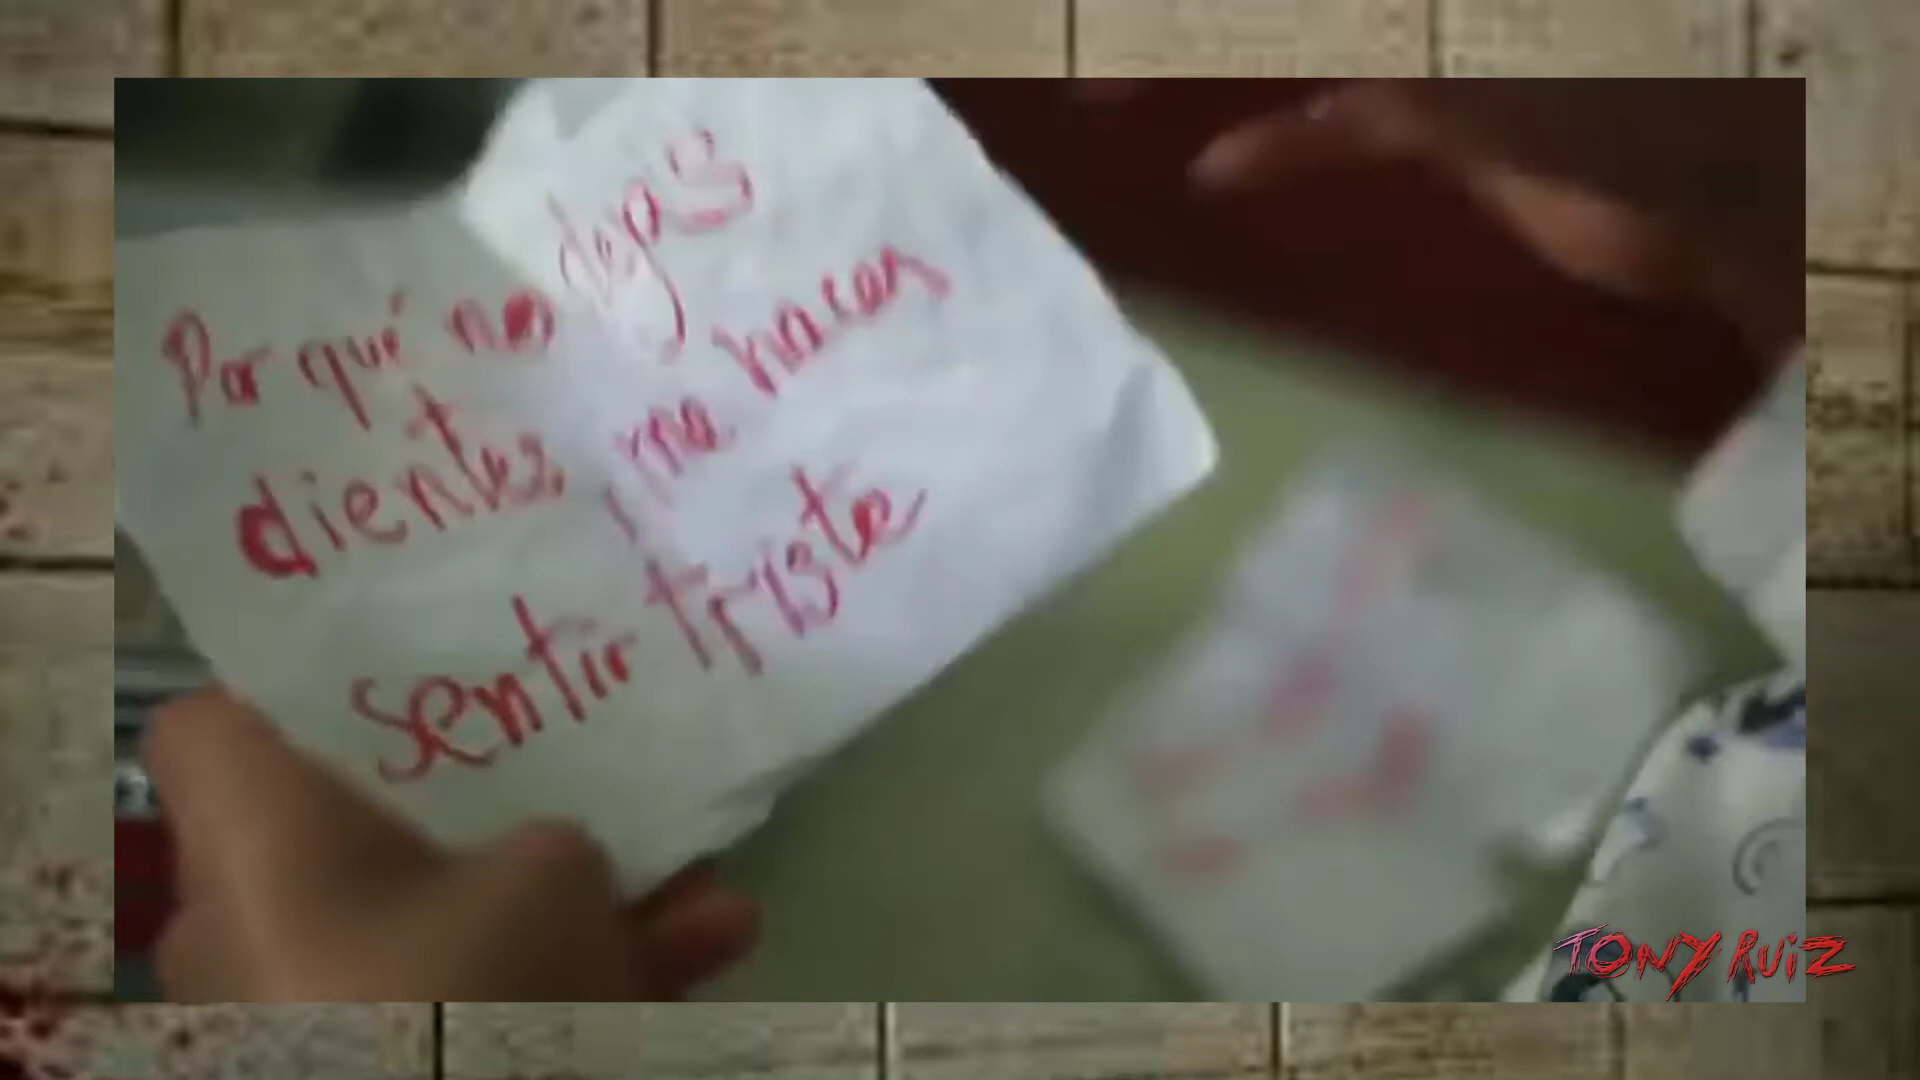 Por qué no dejas
dientes, me haces
sentir triste
TONY RUIZ